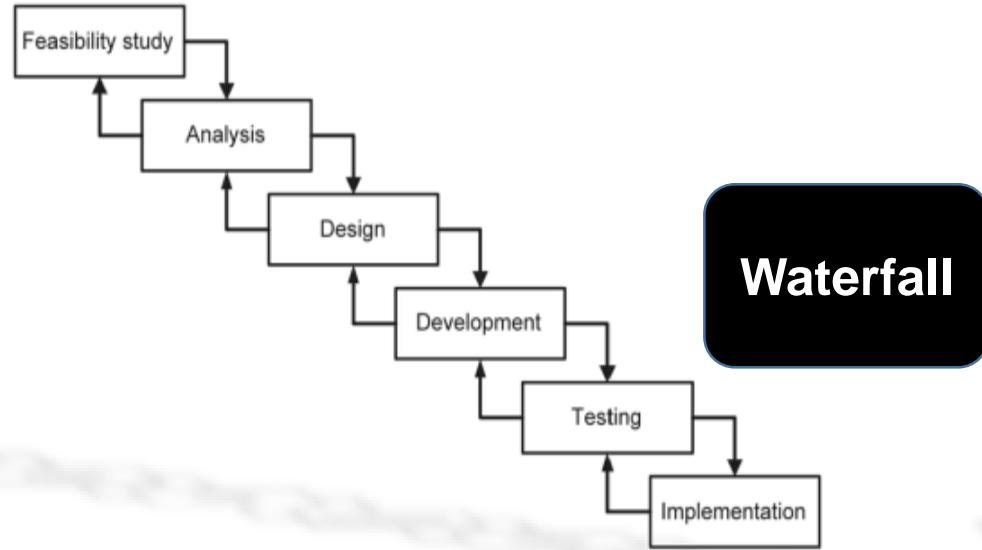 Feasibility study
Analysis
Design
Waterfall
Development
Testing
Implementation